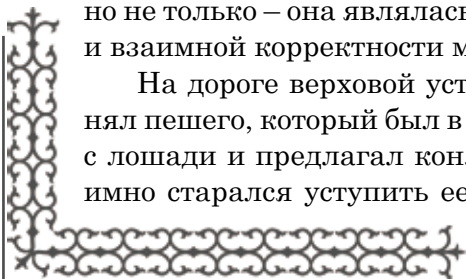 но не только – она являлась
и взаимной корректности м
На дороге верховой уст
нял пешего, который был в
с лошади и предлагал кон
имно старался уступить ее